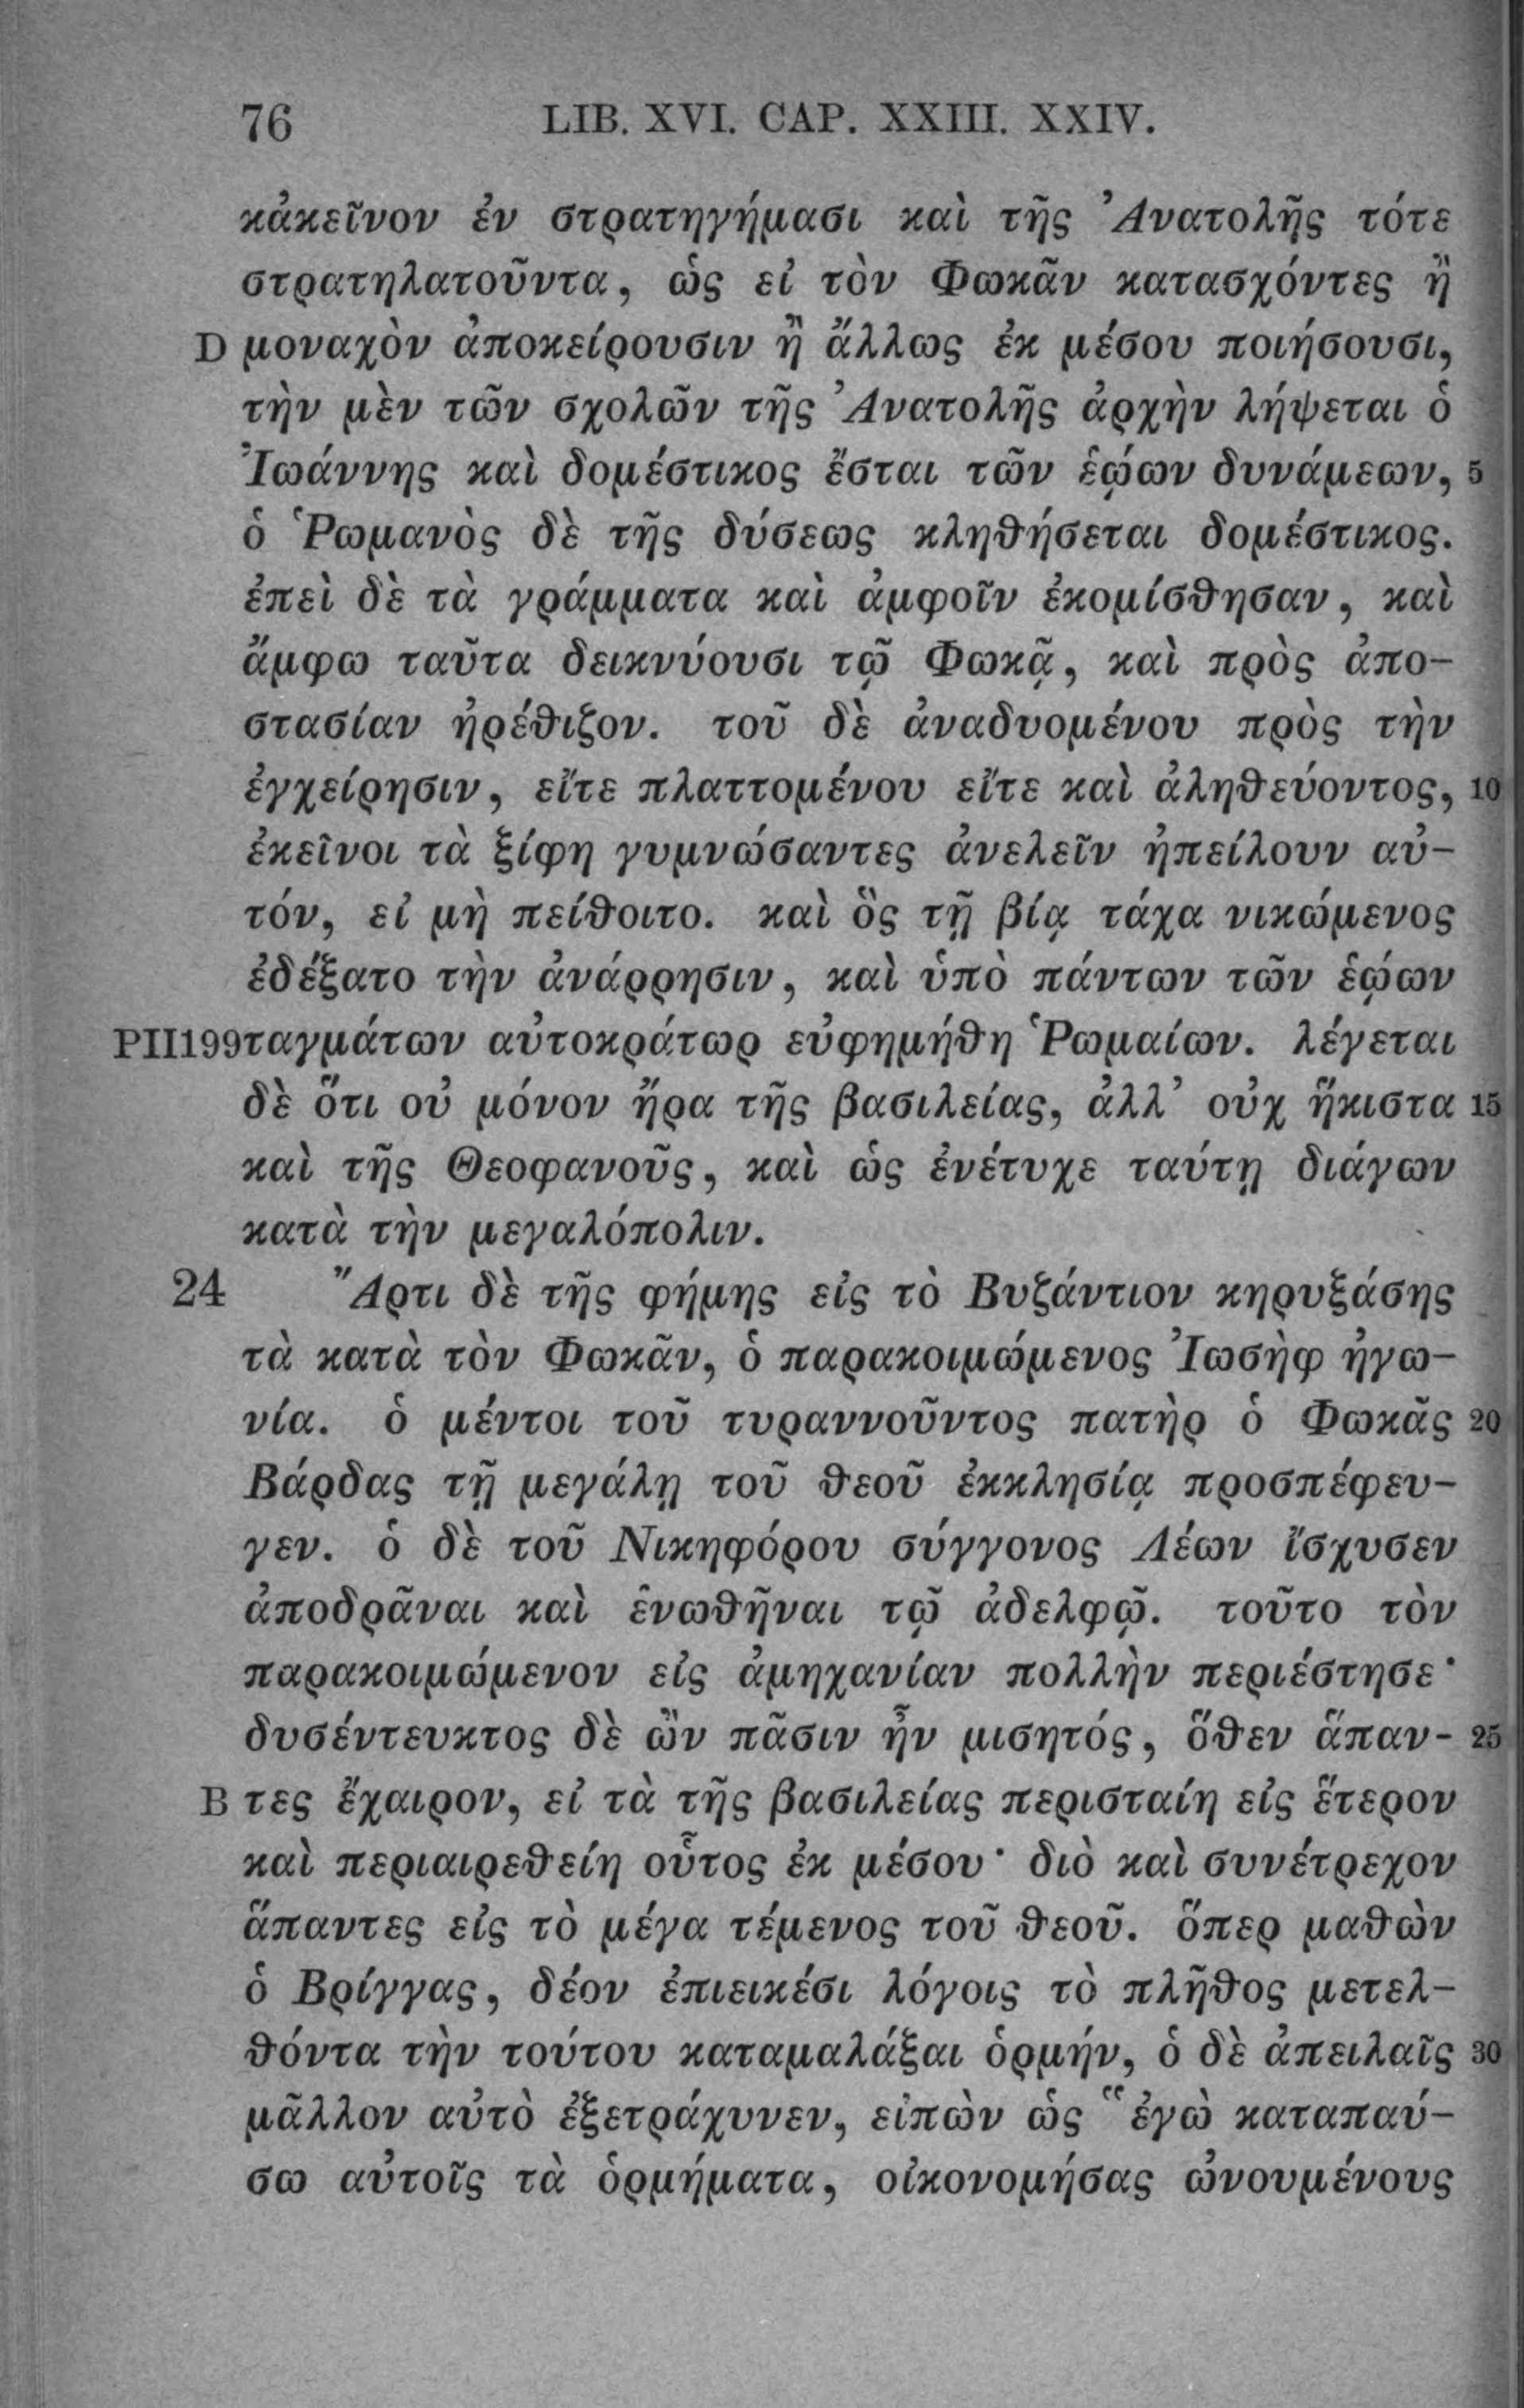 76 LIB. XVI. CAP. XXIII. XXIV.
κἀκεῖνον ἐν στρατηγήμασι καὶ τῆς Ἀνατολῆς τότε
στρατηλατοῦντα, ὡς εἰ τὸν Φωκᾶν κατασχόντες ἢ
D μοναχὸν ἀποκείρουσιν ἢ ἄλλως ἐκ μέσου ποιήσουσι,
τὴν μὲν τῶν σχολῶν τῆς Ἀνατολῆς ἀρχὴν λήψεται ὁ
Ἰωάννης καὶ δομέστικος ἔσται τῶν ἑῴων δυνάμεων, 5
ὁ Ῥωμανὸς δὲ τῆς δύσεως κληθήσεται δομέστικος.
ἐπεὶ δὲ τὰ γράμματα καὶ ἀμφοῖν ἐκομίσθησαν, καὶ
ἄμφω ταῦτα δεικνύουσι τῷ Φωκᾷ, καὶ πρὸς ἀπο-
στασίαν ἠρέθιζον. τοῦ δὲ ἀναδυομένου πρὸς τὴν
ἐγχείρησιν, εἴτε πλαττομένου εἴτε καὶ ἀληθεύοντος, 10
ἐκεῖνοι τὰ ξίφη γυμνώσαντες ἀνελεῖν ἠπείλουν αὐ-
τόν, εἰ μὴ πείθοιτο. καὶ ὃς τῇ βίᾳ τάχα νικώμενος
ἐδέξατο τὴν ἀνάρρησιν, καὶ ὑπὸ πάντων τῶν ἑῴων
PII199 ταγμάτων αὐτοκράτωρ εὐφημήθη Ῥωμαίων. λέγεται
δὲ ὅτι οὐ μόνον ἤρα τῆς βασιλείας, ἀλλ’ οὐχ ἥκιστα 15
καὶ τῆς Θεοφανοῦς, καὶ ὡς ἐνέτυχε ταύτῃ διάγων
κατὰ τὴν μεγαλόπολιν.
24 Ἄρτι δὲ τῆς φήμης εἰς τὸ Βυζάντιον κηρυξάσης
τὰ κατὰ τὸν Φωκᾶν, ὁ παρακοιμώμενος Ἰωσὴφ ἠγω-
νία. ὁ μέντοι τοῦ τυραννοῦντος πατὴρ ὁ Φωκᾶς 20
Βάρδας τῇ μεγάλῃ τοῦ θεοῦ ἐκκλησίᾳ προσπέφευ-
γεν. ὁ δὲ τοῦ Νικηφόρου σύγγονος Λέων ἴσχυσεν
ἀποδρᾶναι καὶ ἑνωθῆναι τῷ ἀδελφῷ. τοῦτο τὸν
παρακοιμώμενον εἰς ἀμηχανίαν πολλὴν περιέστησε·
δυσέντευκτος δὲ ὢν πᾶσιν ἦν μισητός, ὅθεν ἅπαν- 25
B τες ἔχαιρον, εἰ τὰ τῆς βασιλείας περισταίη εἰς ἕτερον
καὶ περιαιρεθείη οὗτος ἐκ μέσου· διὸ καὶ συνέτρεχον
ἅπαντες εἰς τὸ μέγα τέμενος τοῦ θεοῦ. ὅπερ μαθὼν
ὁ Βρίγγας, δέον ἐπιεικέσι λόγοις τὸ πλῆθος μετελ-
θόντα τὴν τούτου καταμαλάξαι ὁρμήν, ὁ δὲ ἀπειλαῖς 30
μᾶλλον αὐτὸ ἐξετράχυνεν, εἰπὼν ὡς “ἐγὼ καταπαύ-
σω αὐτοῖς τὰ ὁρμήματα, οἰκονομήσας ὠνουμένους